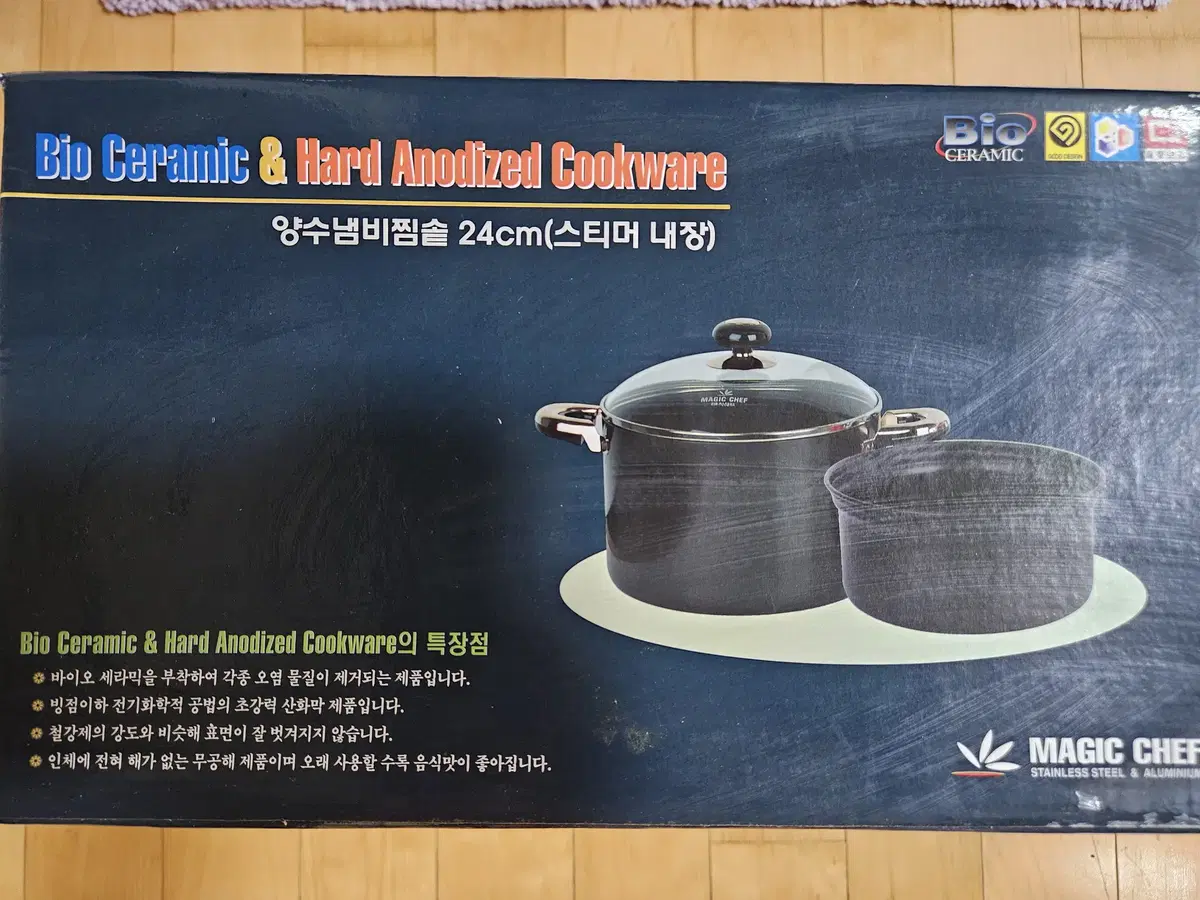 Bio Ceramic & Hard Anodized Cookware
양수냄비찜솥 24cm(스티머 내장)
Bio
CERAMIC
GOOD DESIGN
MAGIC CHEF
Bio Ceramic & Hard Anodized Cookware의 특장점
바이오 세라믹을 부착하여 각종 오염 물질이 제거되는 제품입니다.
빙점이하 전기화학적 공법의 초강력 산화막 제품입니다.
철강제의 강도와 비슷해 표면이 잘 벗겨지지 않습니다.
인체에 전혀 해가 없는 무공해 제품이며 오래 사용할 수록 음식맛이 좋아집니다.
MAGIC CHEF
STAINLESS STEEL & ALUMINIUM